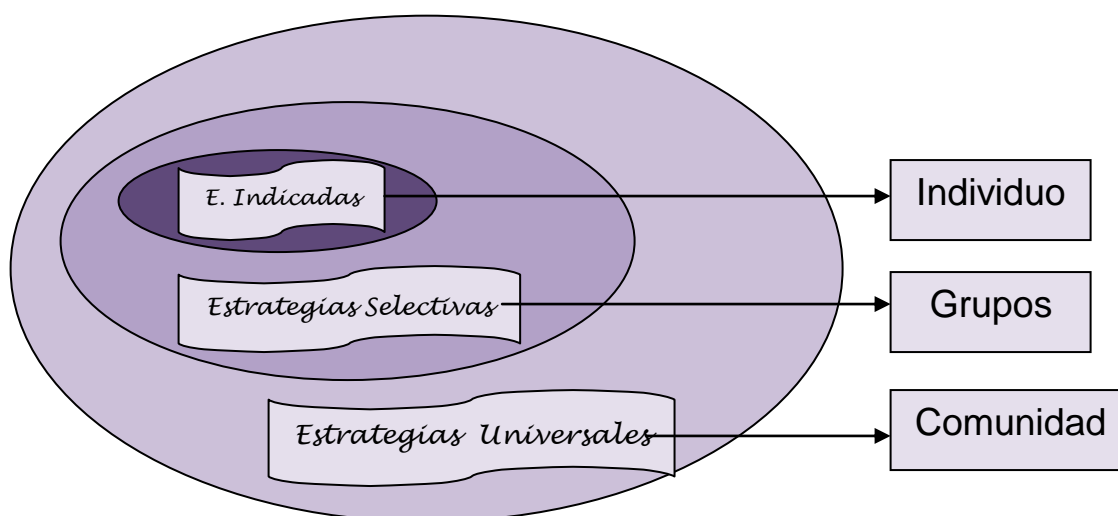 E. Indicadas
Individuo
Estrategias Selectivas
Grupos
Estrategias Universales
Comunidad